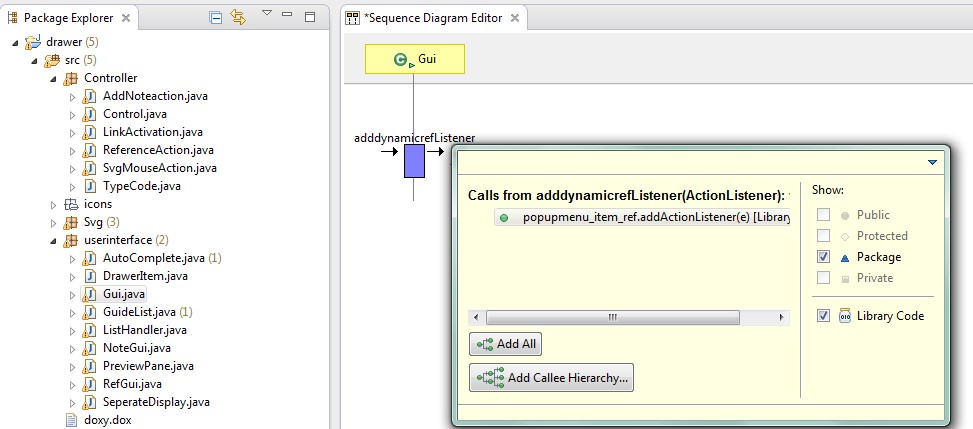 Package Explorer
drawer (5)
src (5)
Controller
AddNoteaction.java
Control.java
LinkActivation.java
ReferenceAction.java
SvgMouseAction.java
TypeCode.java
icons
Svg (3)
userinterface (2)
AutoComplete.java (1)
DrawerItem.java
Gui.java
GuideList.java (1)
ListHandler.java
NoteGui.java
PreviewPane.java
RefGui.java
SeperateDisplay.java
doxy.dox
*Sequence Diagram Editor
Gui
adddynamicrefListener
Calls from adddynamicrefListener(ActionListener):
popupmenu_item_ref.addActionListener(e) [Library
Add All
Add Callee Hierarchy...
Show:
Public
Protected
Package
Private
Library Code